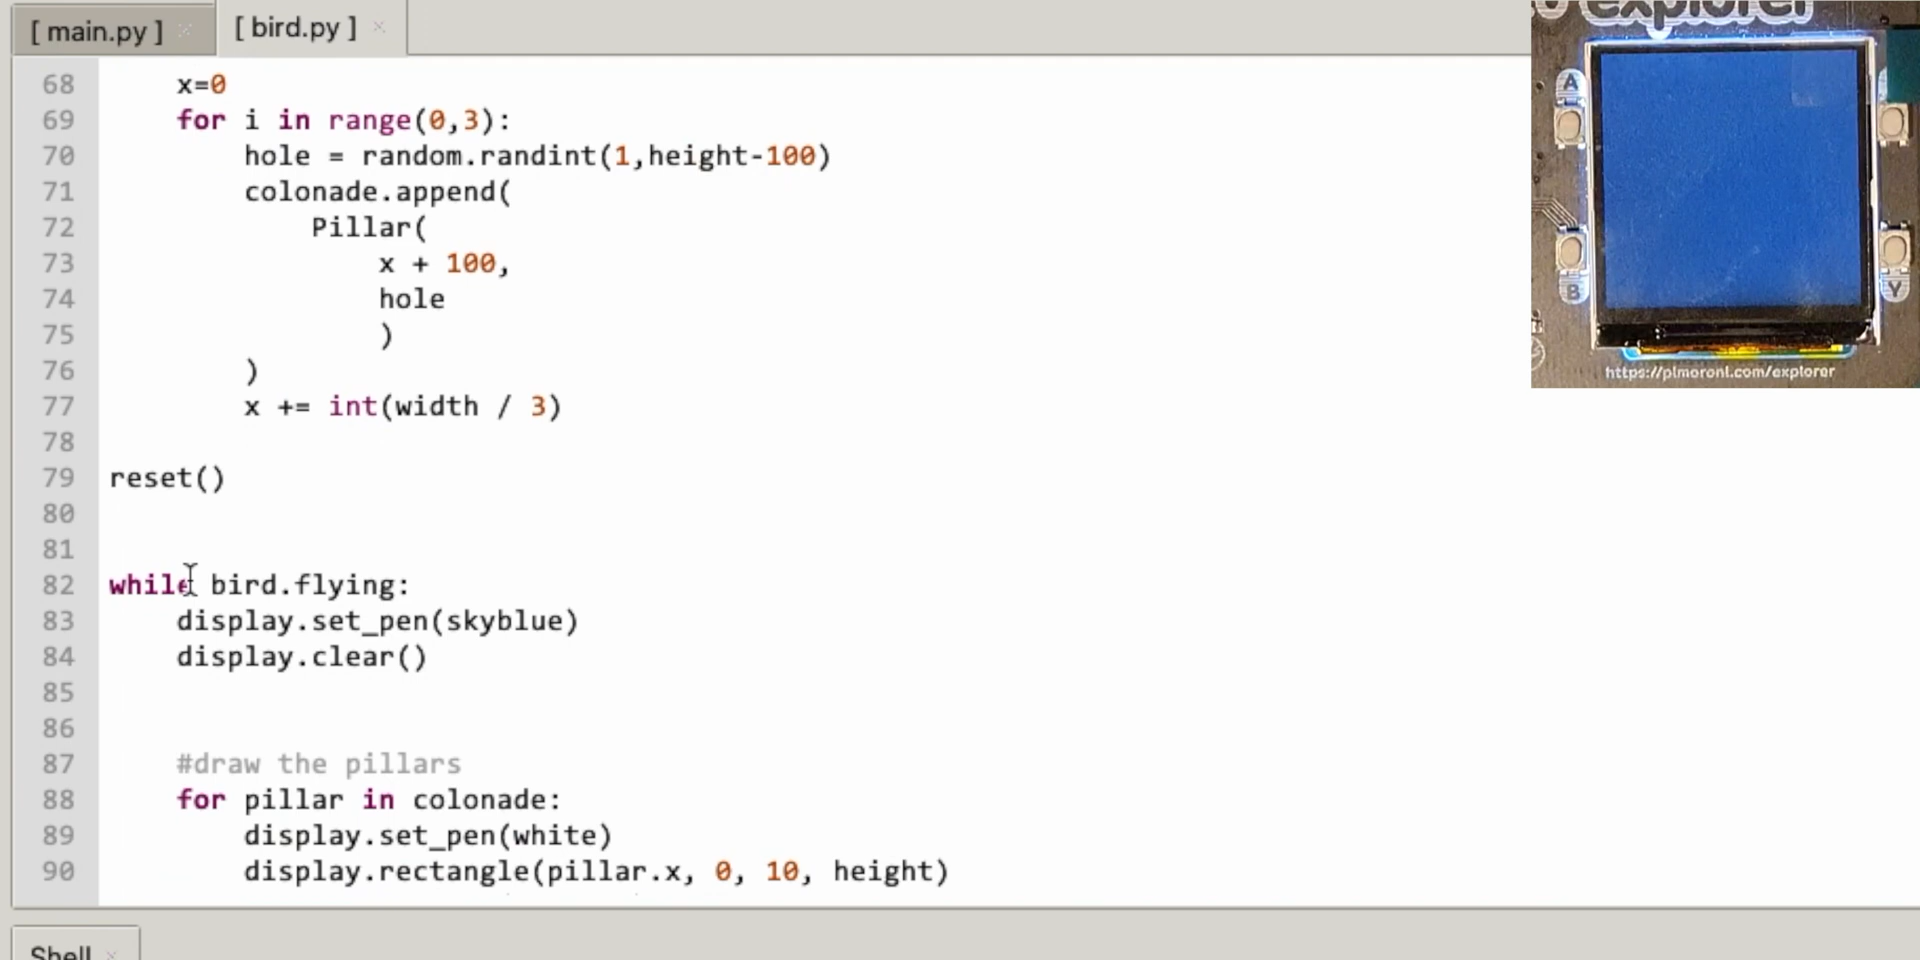 [ main.py ]
[ bird.py ]
68 x=0
69 for i in range(0,3):
70 hole = random.randint(1,height-100)
71 colonade.append(
72 Pillar(
73 x + 100,
74 hole
75 )
76 )
77 x += int(width / 3)
78
79 reset()
80
81
82 while bird.flying:
83 display.set_pen(skyblue)
84 display.clear()
85
86
87 #draw the pillars
88 for pillar in colonade:
89 display.set_pen(white)
90 display.rectangle(pillar.x, 0, 10, height)
Shell
explorer
A
B
Y
https://pimoroni.com/explorer